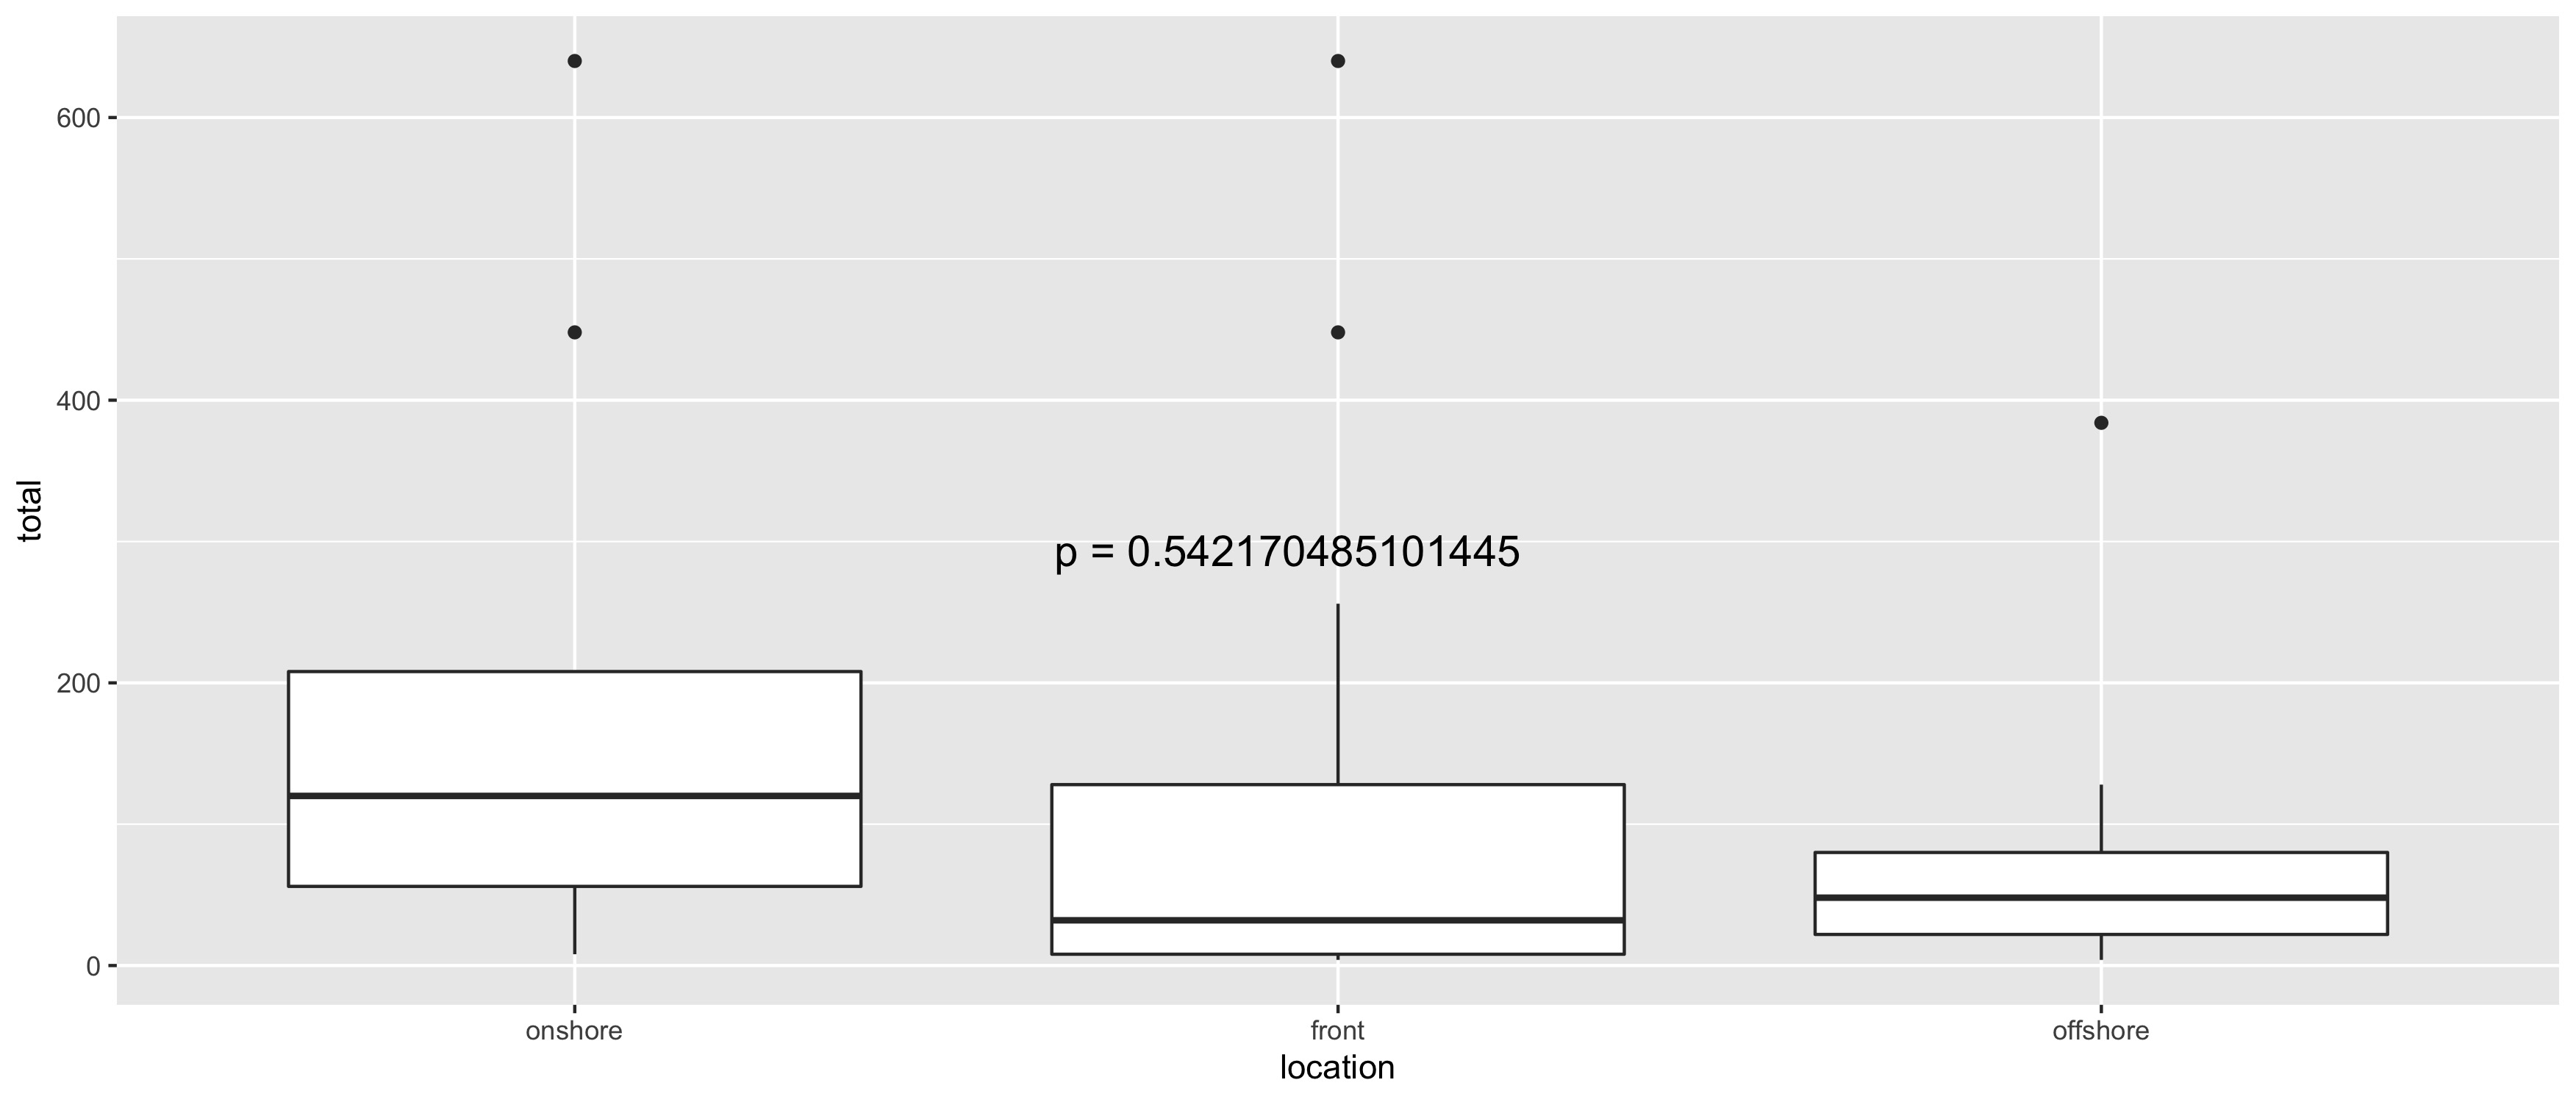 600
400
200
0
total
p = 0.542170485101445
onshore
front
offshore
location